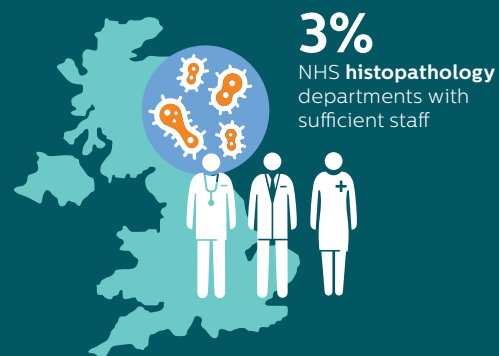 3%
NHS histopathology
departments with
sufficient staff